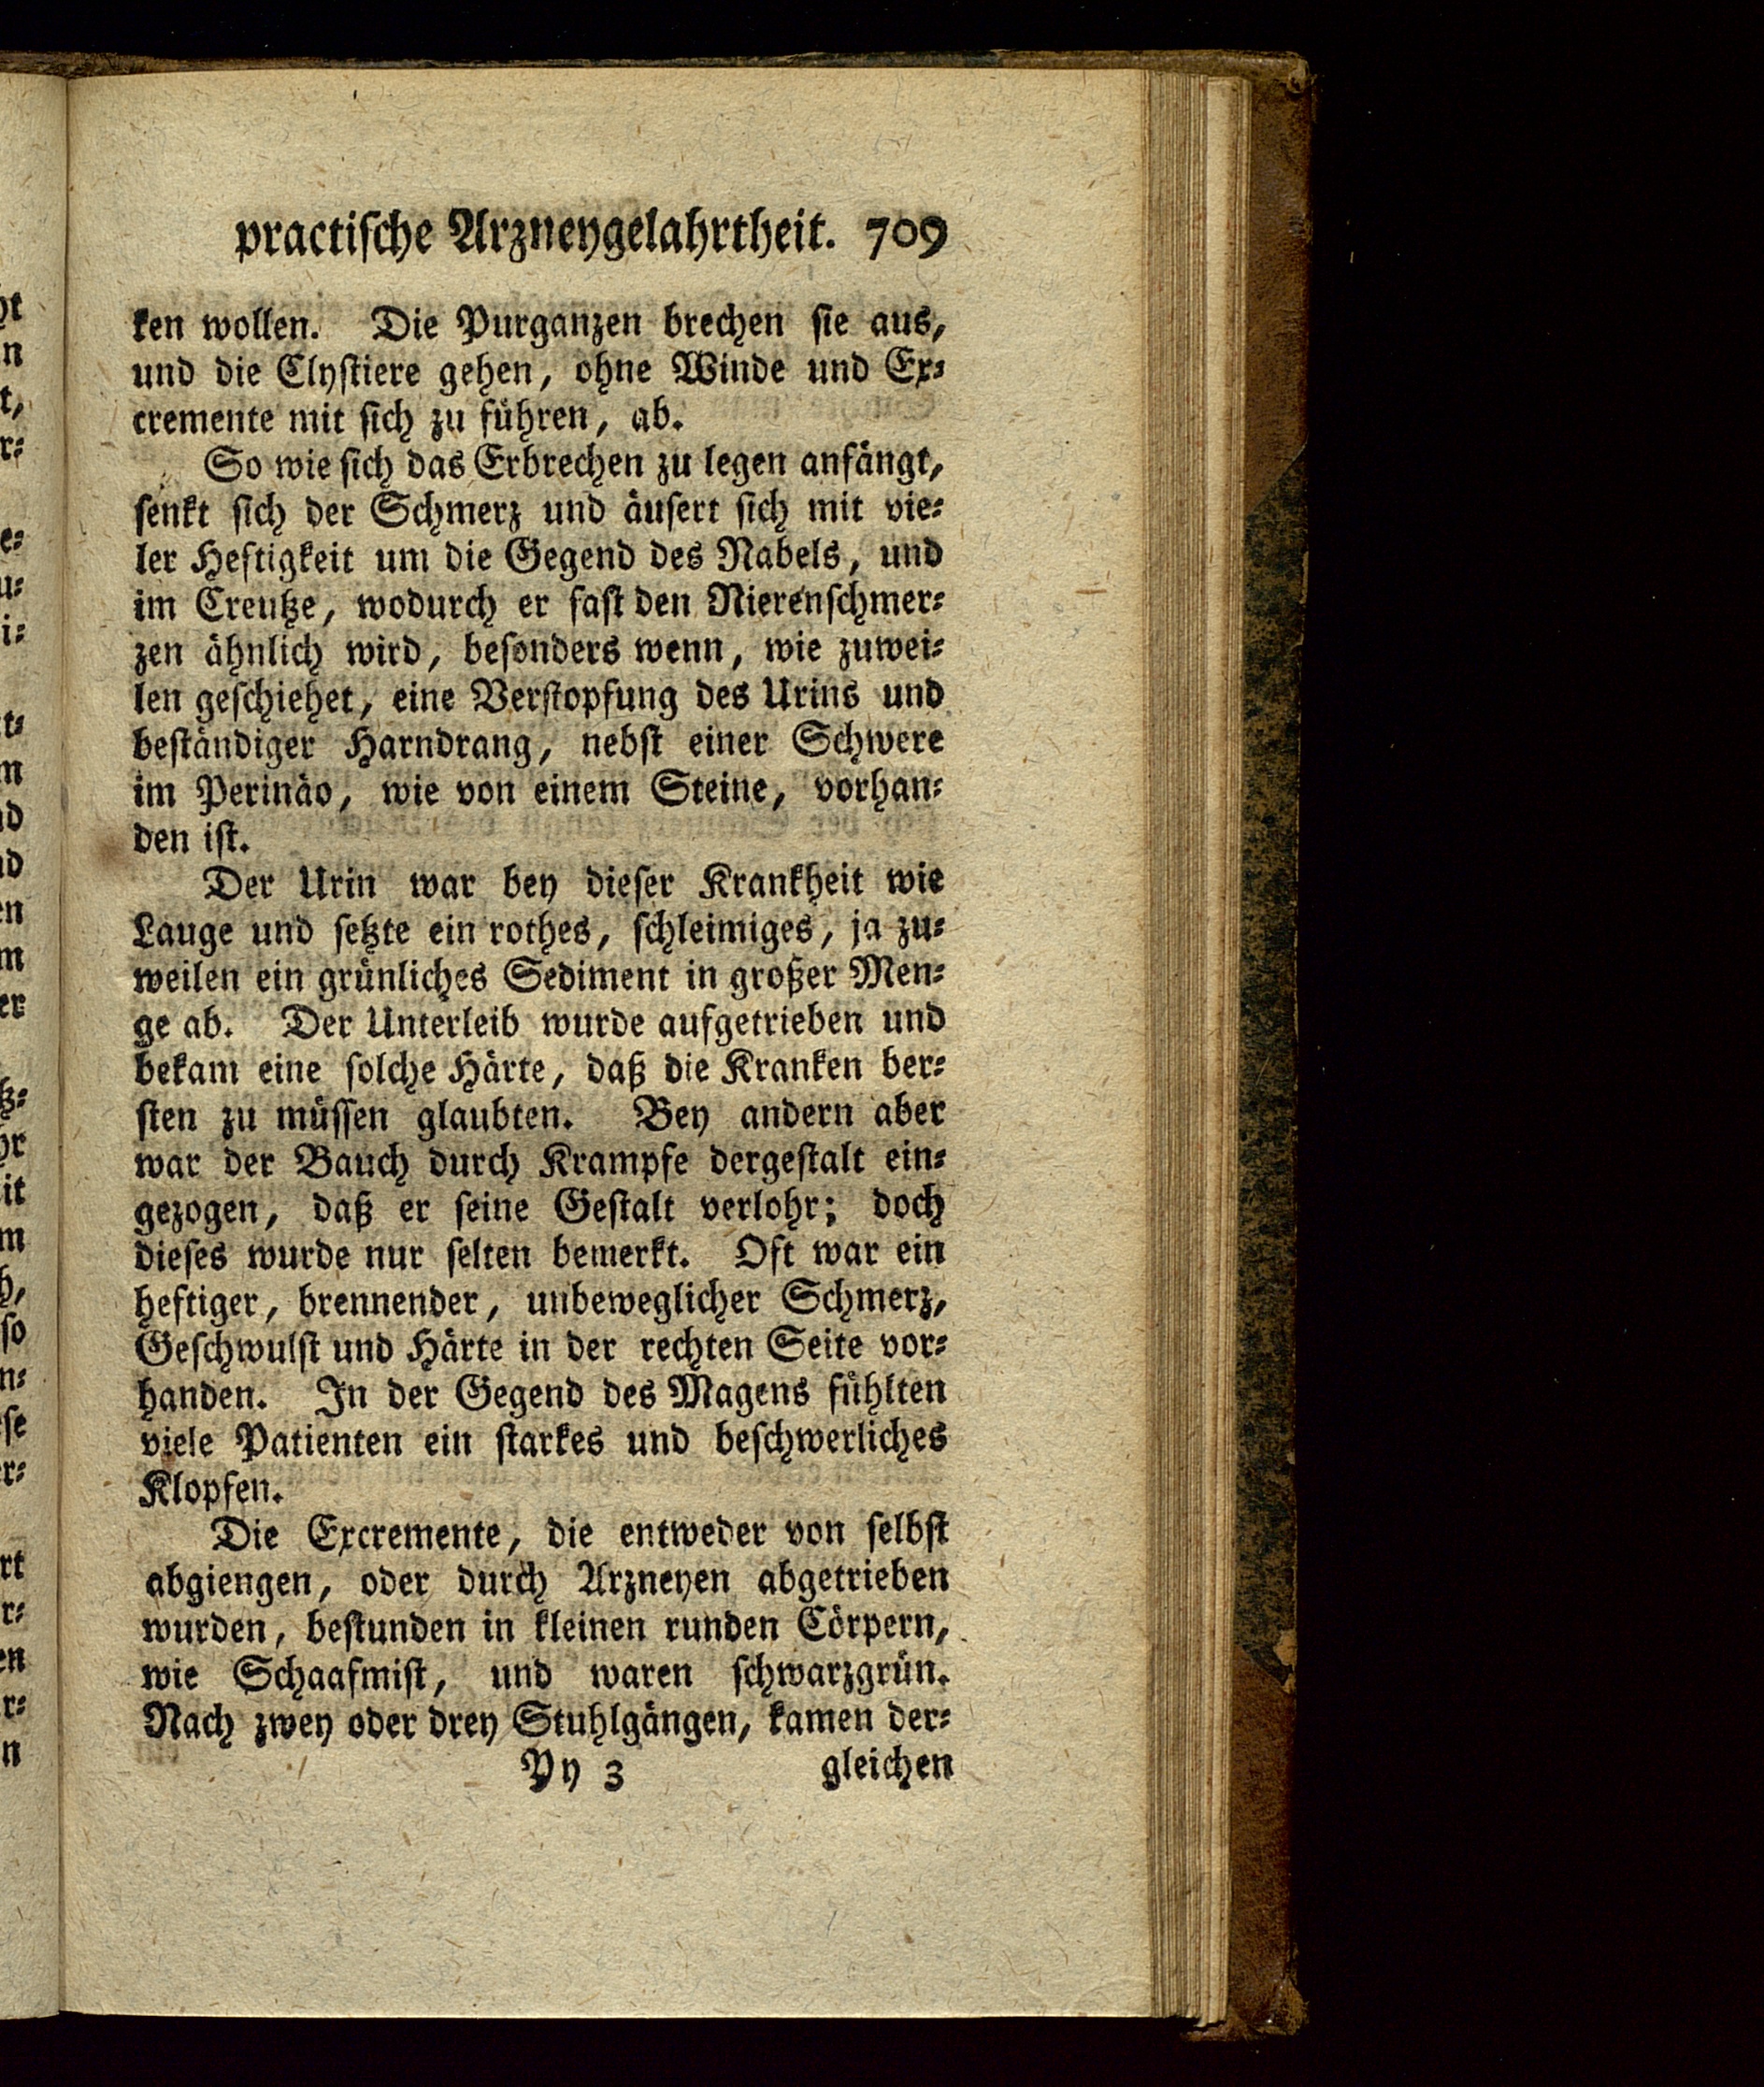 practische Arzneygelahrtheit. 709
ken wollen. Die Purganzen brechen sie aus,
und die Clystiere gehen, ohne Winde und Ex-
cremente mit sich zu führen, ab.
So wie sich das Erbrechen zu legen anfängt,
senkt sich der Schmerz und äusert sich mit vie-
ler Heftigkeit um die Gegend des Nabels, und
im Creutze, wodurch er fast den Nierenschmer-
zen ähnlich wird, besonders wenn, wie zuwei-
len geschiehet, eine Verstopfung des Urins und
beständiger Harndrang, nebst einer Schwere
im Perinäo, wie von einem Steine, vorhan-
den ist.
Der Urin war bey dieser Krankheit wie
Lauge und setzte ein rothes, schleimiges, ja zu-
weilen ein grünliches Sediment in großer Men-
ge ab. Der Unterleib wurde aufgetrieben und
bekam eine solche Härte, daß die Kranken ber-
sten zu müssen glaubten. Bey andern aber
war der Bauch durch Krampfe dergestalt ein-
gezogen, daß er seine Gestalt verlohr; doch
dieses wurde nur selten bemerkt. Oft war ein
heftiger, brennender, unbeweglicher Schmerz,
Geschwulst und Härte in der rechten Seite vor-
handen. In der Gegend des Magens fühlten
viele Patienten ein starkes und beschwerliches
Klopfen.
Die Excremente, die entweder von selbst
abgiengen, oder durch Arzneyen abgetrieben
wurden, bestunden in kleinen runden Cörpern,
wie Schaafmist, und waren schwarzgrün.
Nach zwey oder drey Stuhlgängen, kamen der-
Yy 3 gleichen